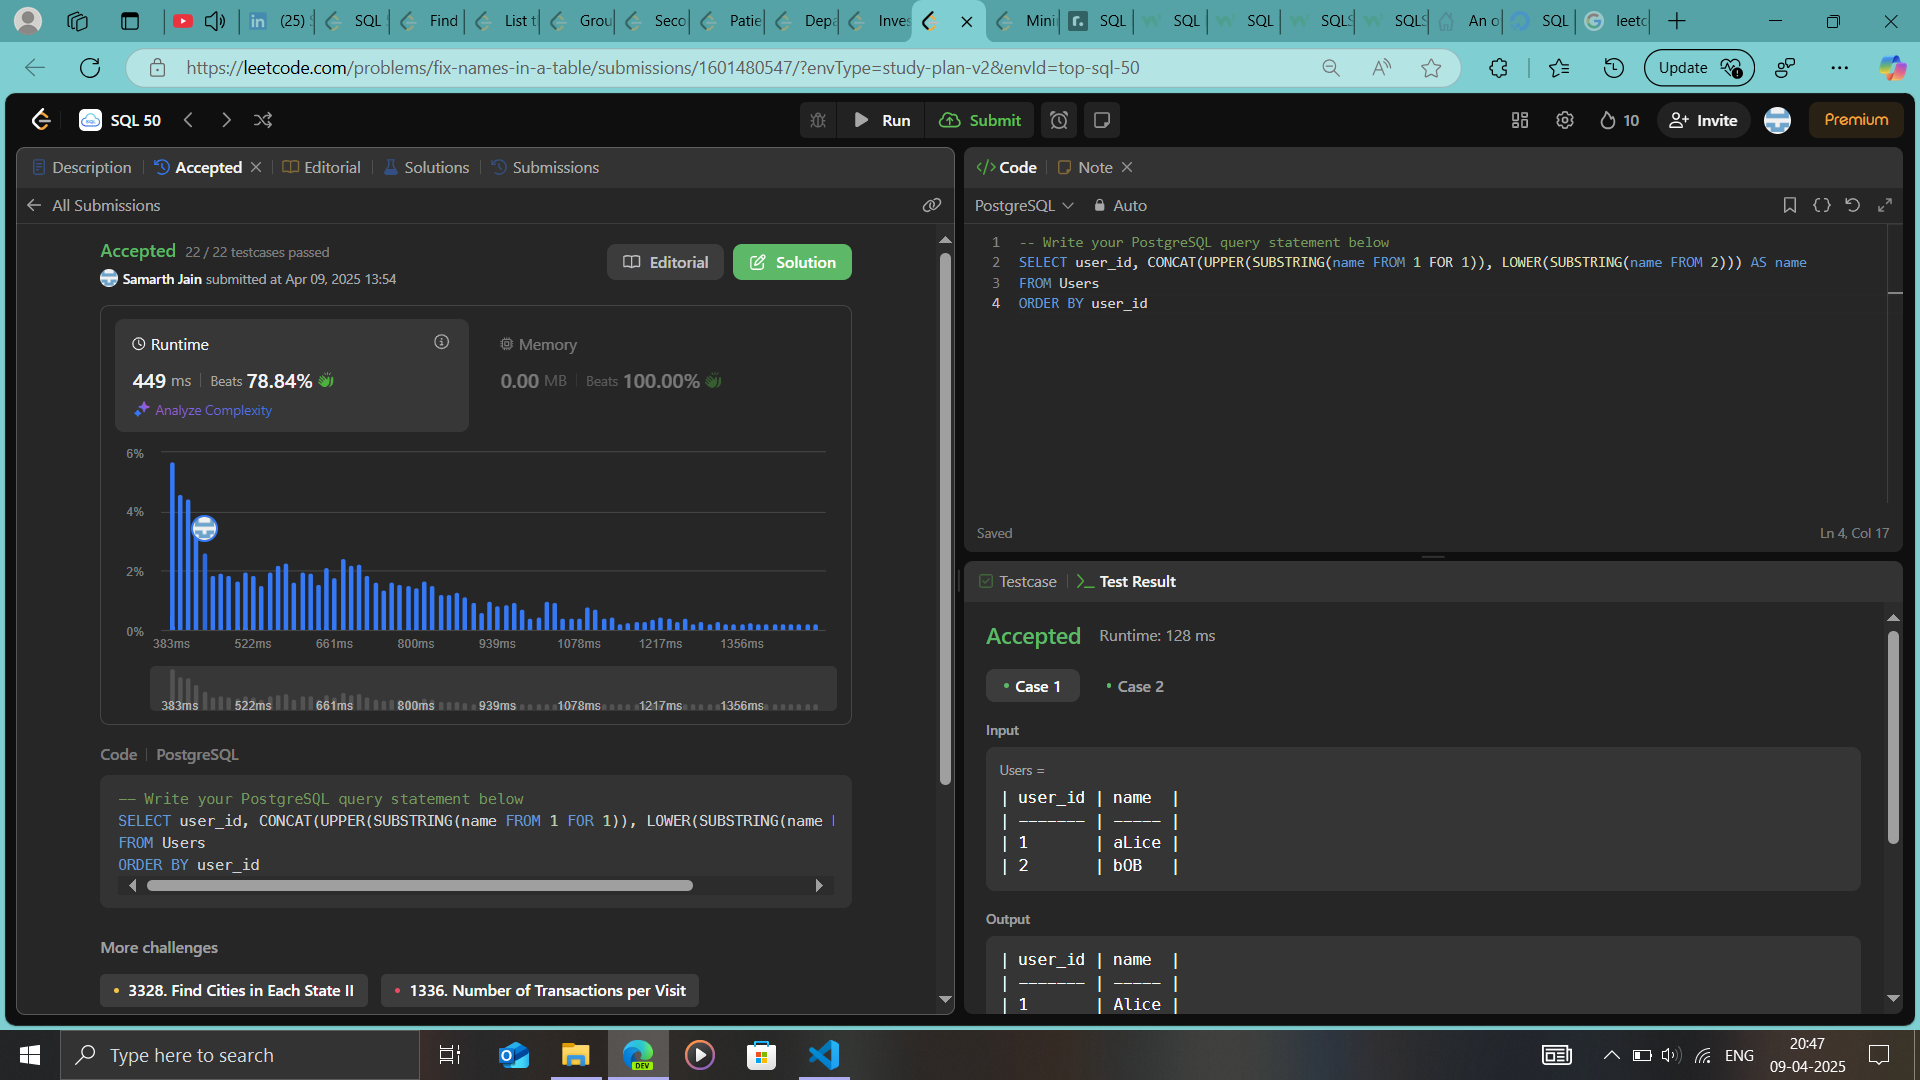 (25) S
SQL S
Find
List t
Grou
Seco
Patie
Depa
Inves
Mini
SQL
SQL
SQL
SQLS
SQLS
An o
SQL
leetc
https://leetcode.com/problems/fix-names-in-a-table/submissions/1601480547/?envType=study-plan-v2&envId=top-sql-50
Update
SQL 50
Run
Submit
10
Invite
Premium
Description
Accepted
Editorial
Solutions
Submissions
All Submissions
Accepted 22 / 22 testcases passed
Samarth Jain submitted at Apr 09, 2025 13:54
Editorial
Solution
Runtime
449 ms Beats 78.84%
Analyze Complexity
Memory
0.00 MB Beats 100.00%
6%
4%
2%
0%
383ms 522ms 661ms 800ms 939ms 1078ms 1217ms 1356ms
383ms 522ms 661ms 800ms 939ms 1078ms 1217ms 1356ms
Code PostgreSQL
-- Write your PostgreSQL query statement below
SELECT user_id, CONCAT(UPPER(SUBSTRING(name FROM 1 FOR 1)), LOWER(SUBSTRING(name
FROM Users
ORDER BY user_id
More challenges
3328. Find Cities in Each State II
1336. Number of Transactions per Visit
</> Code
Note
PostgreSQL
Auto
1 -- Write your PostgreSQL query statement below
2 SELECT user_id, CONCAT(UPPER(SUBSTRING(name FROM 1 FOR 1)), LOWER(SUBSTRING(name FROM 2))) AS name
3 FROM Users
4 ORDER BY user_id
Saved
Ln 4, Col 17
Testcase
Test Result
Accepted Runtime: 128 ms
Case 1
Case 2
Input
Users =
| user_id | name |
| ------- | ----- |
| 1 | aLice |
| 2 | bOB |
Output
| user_id | name |
| ------- | ----- |
| 1 | Alice |
Type here to search
DEV
ENG
20:47
09-04-2025